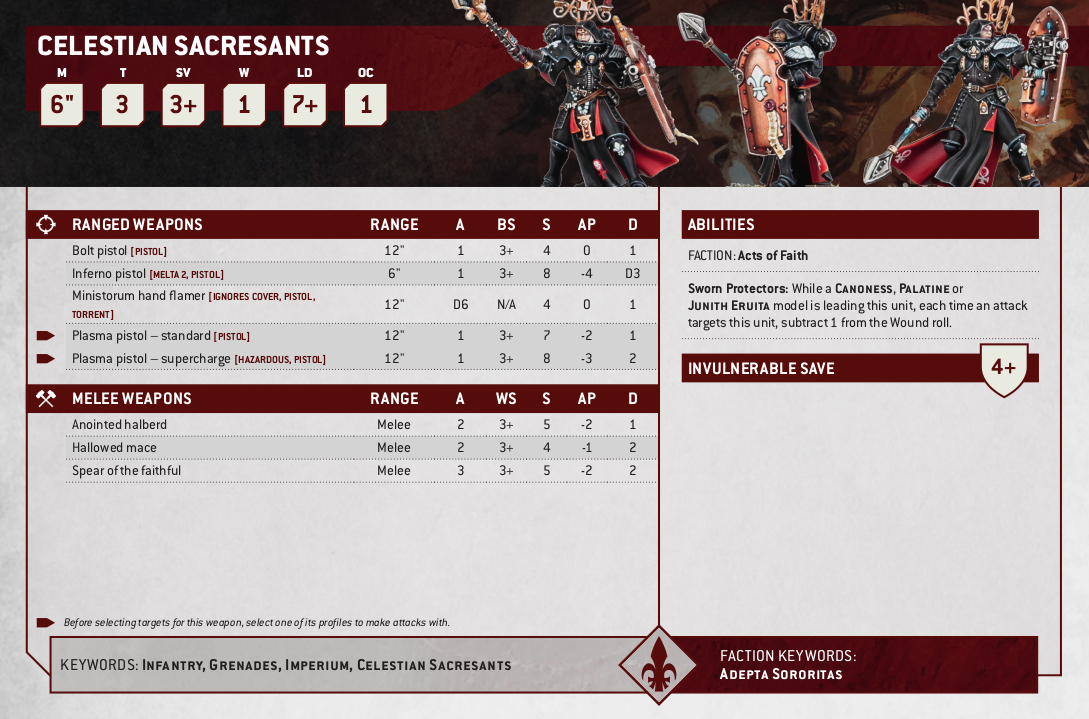 CELESTIAN SACRESANTS
M T SV W LD OC
6" 3 3+ 1 7+ 1
RANGED WEAPONS RANGE A BS S AP D
Bolt pistol [PISTOL] 12" 1 3+ 4 0 1
Inferno pistol [MELTA 2, PISTOL] 6" 1 3+ 8 -4 D3
Ministorum hand flamer [IGNORES COVER, PISTOL,
TORRENT] 12" D6 N/A 4 0 1
Plasma pistol – standard [PISTOL] 12" 1 3+ 7 -2 1
Plasma pistol – supercharge [HAZARDOUS, PISTOL] 12" 1 3+ 8 -3 2
MELEE WEAPONS RANGE A WS S AP D
Anointed halberd Melee 2 3+ 5 -2 1
Hallowed mace Melee 2 3+ 4 -1 2
Spear of the faithful Melee 3 3+ 5 -2 2
Before selecting targets for this weapon, select one of its profiles to make attacks with.
ABILITIES
FACTION: Acts of Faith
Sworn Protectors: While a CANONESS, PALATINE or
JUNITH ERUITA model is leading this unit, each time an attack
targets this unit, subtract 1 from the Wound roll.
INVULNERABLE SAVE 4+
KEYWORDS: INFANTRY, GRENADES, IMPERIUM, CELESTIAN SACRESANTS
FACTION KEYWORDS:
ADEPTA SORORITAS